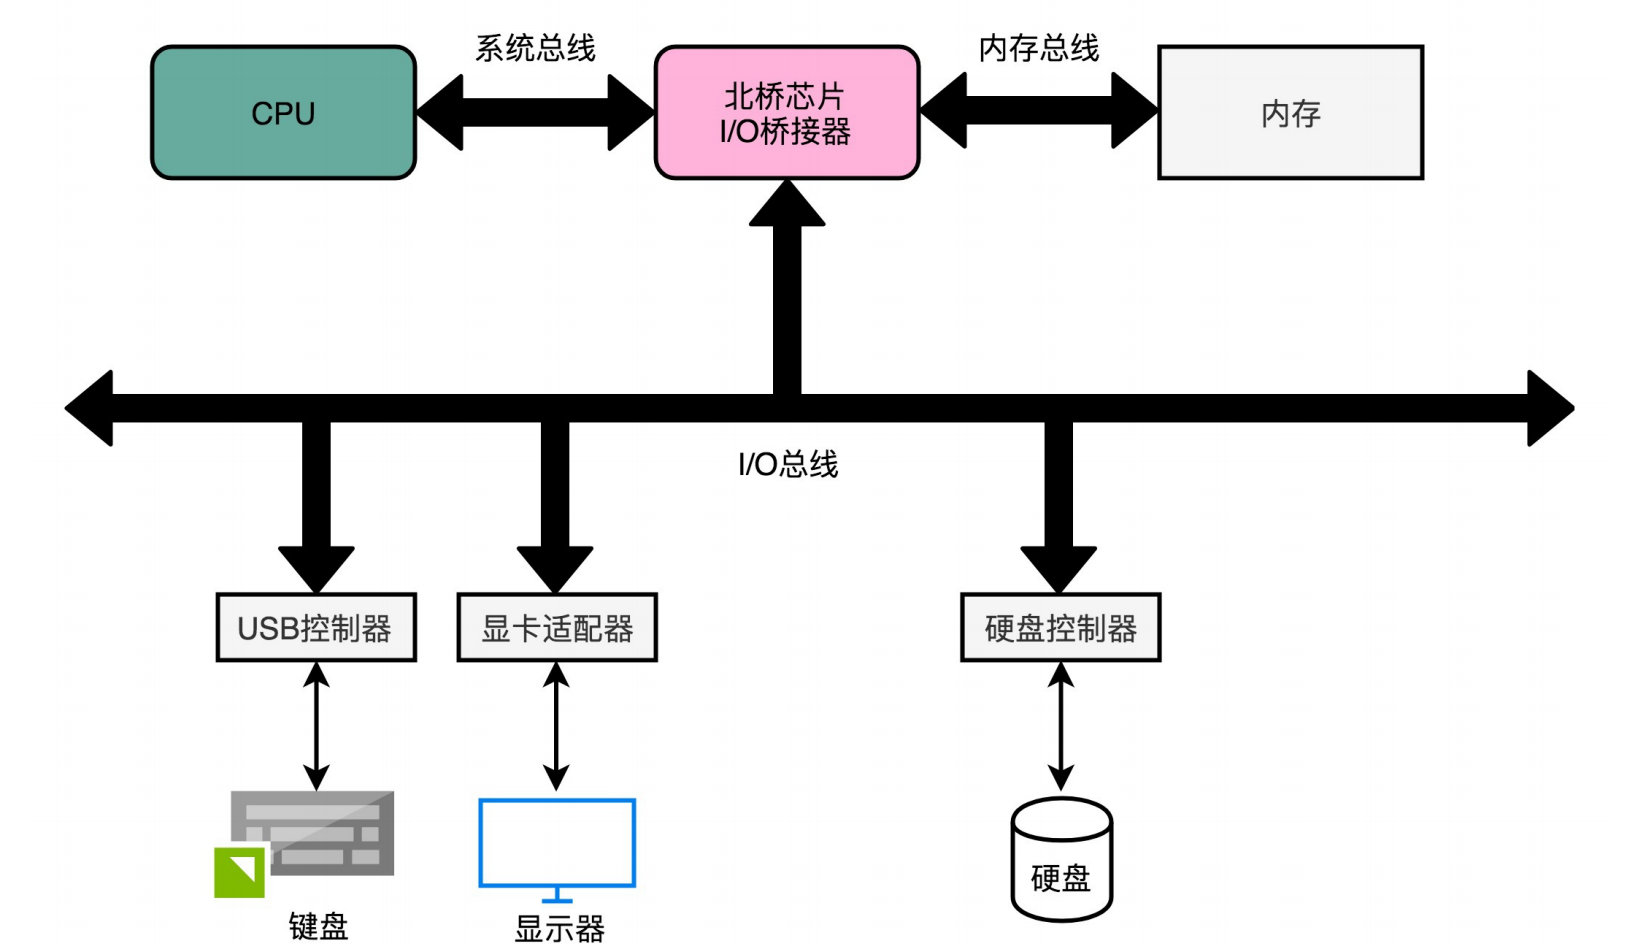 系统总线
内存总线
CPU
北桥芯片
I/O桥接器
内存
I/O总线
USB控制器
显卡适配器
硬盘控制器
硬盘
键盘
显示器